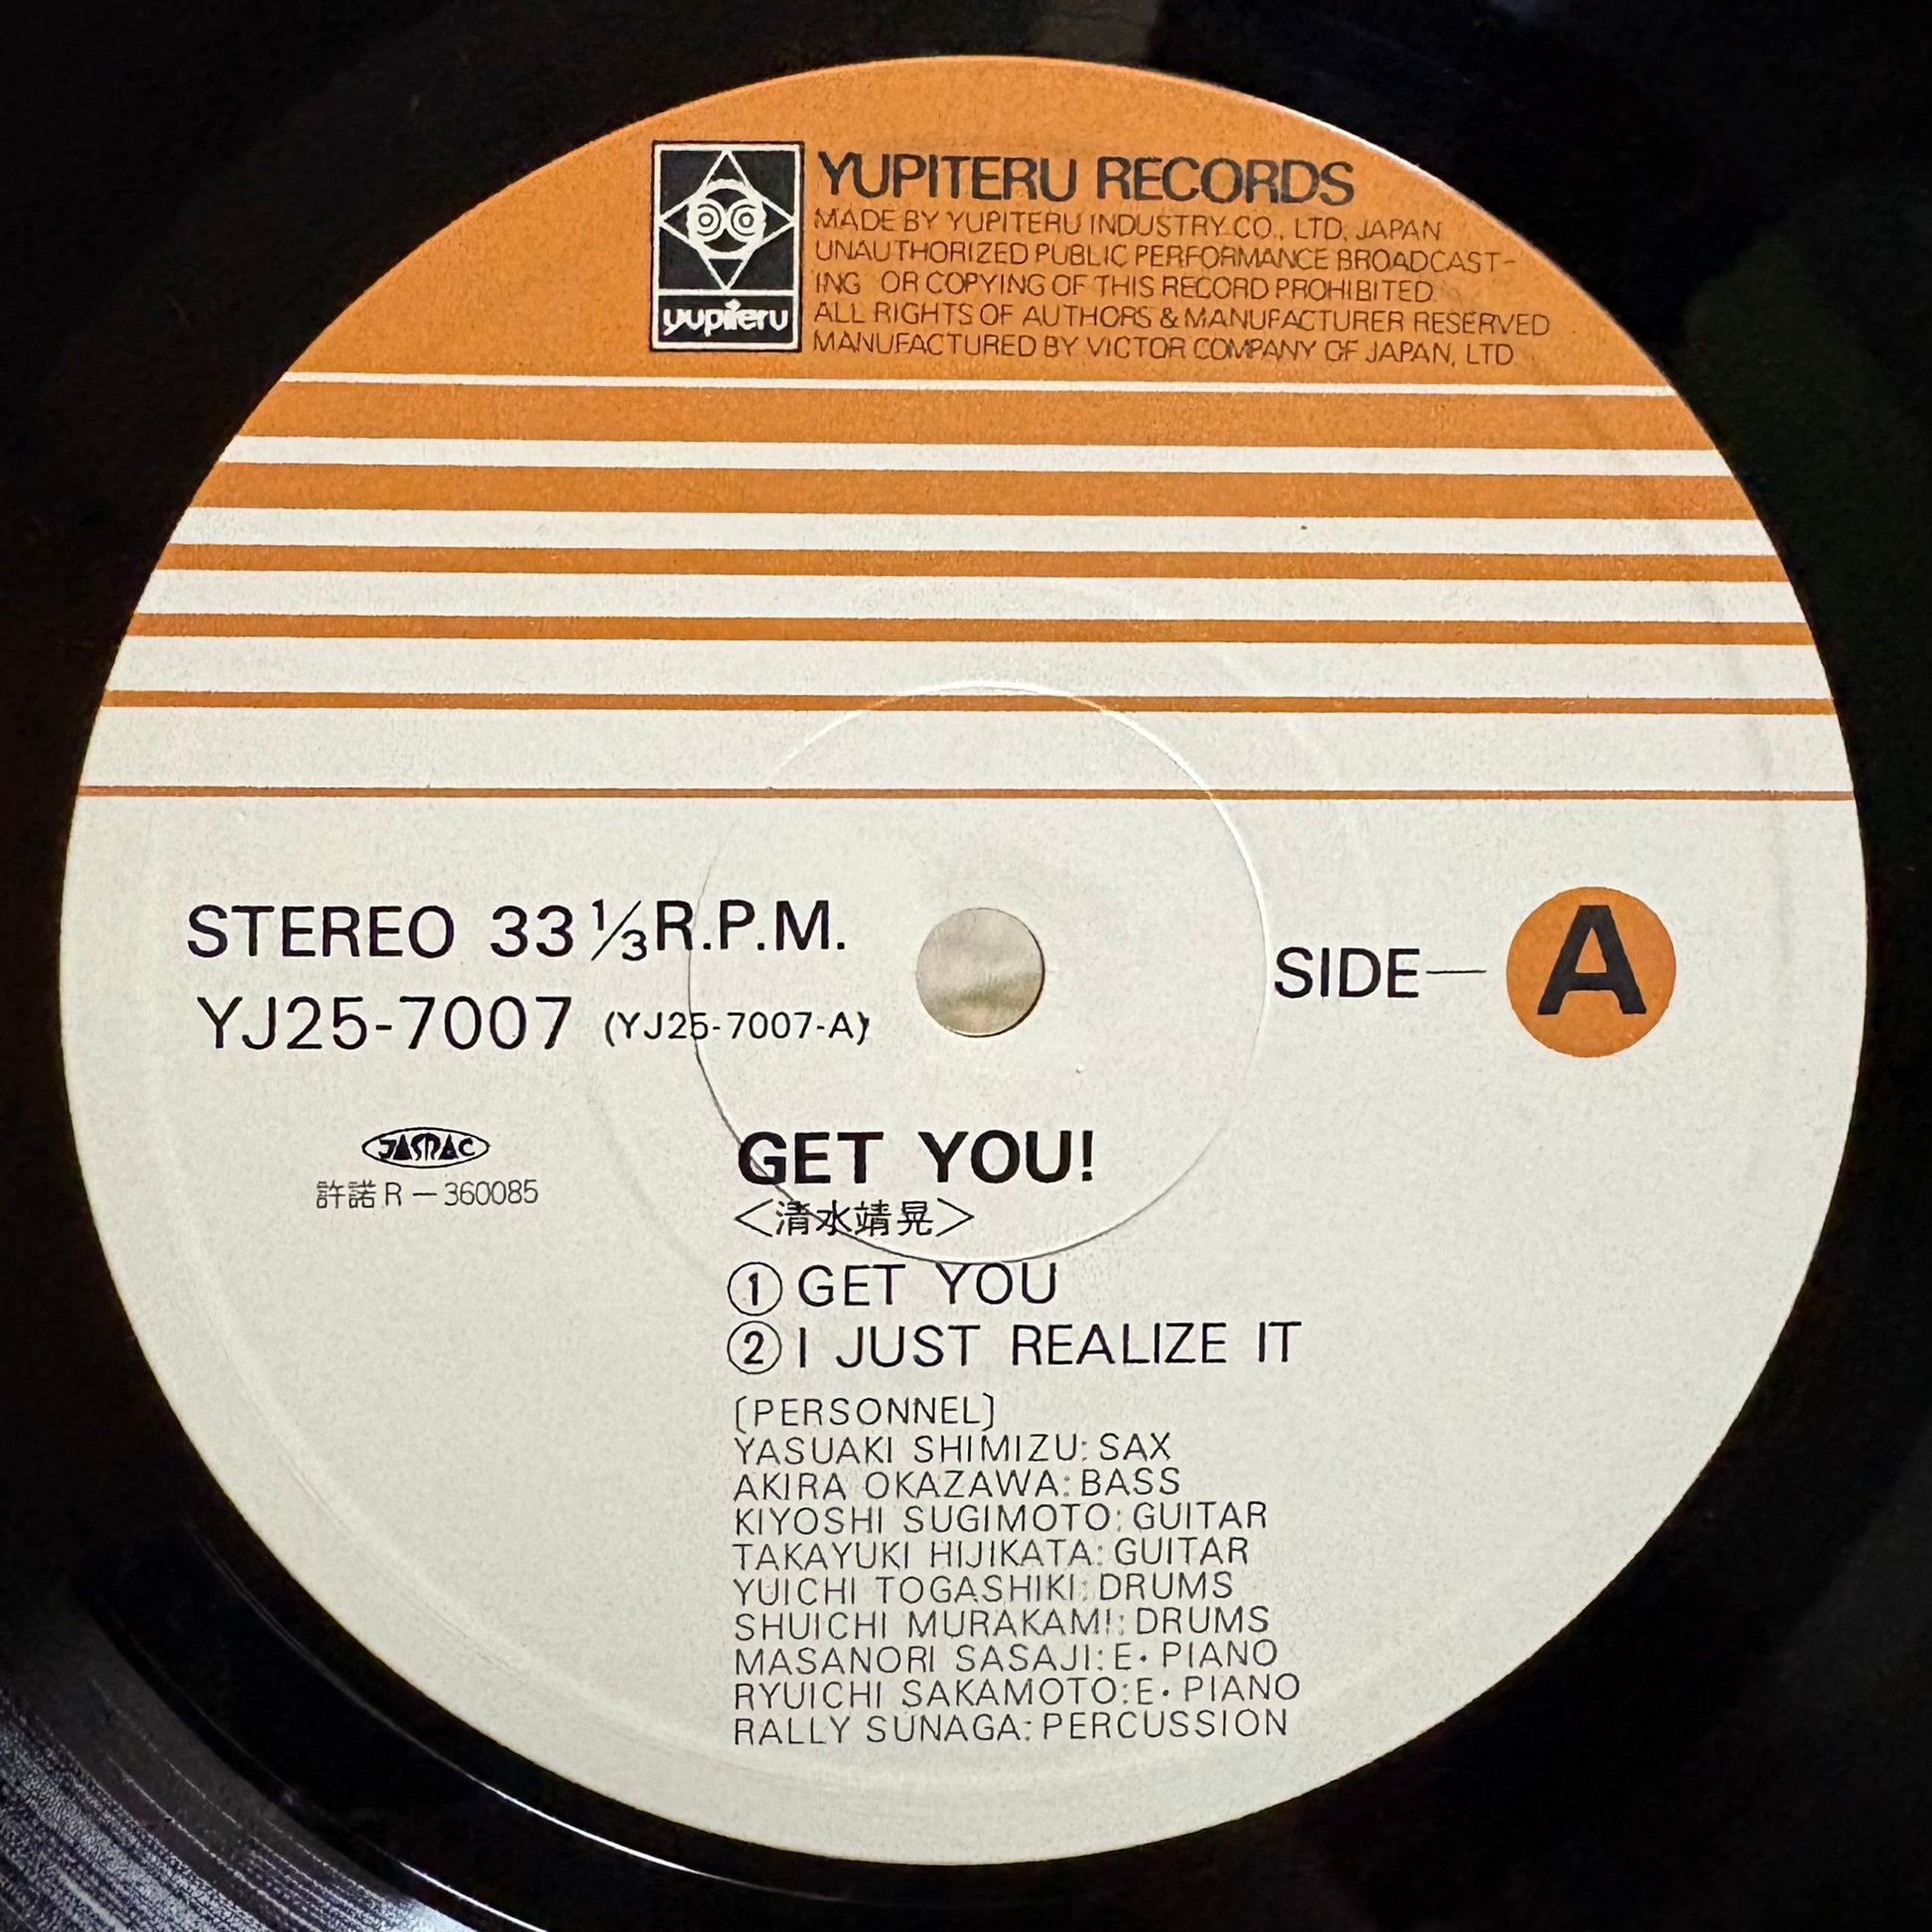 YUPITERU RECORDS
MADE BY YUPITERU INDUSTRY CO., LTD, JAPAN
UNAUTHORIZED PUBLIC PERFORMANCE BROADCAST-
ING OR COPYING OF THIS RECORD PROHIBITED.
ALL RIGHTS OF AUTHORS & MANUFACTURER RESERVED
MANUFACTURED BY VICTOR COMPANY OF JAPAN, LTD.
yupiteru
STEREO 33⅓R.P.M.
YJ25-7007 (YJ25-7007-A)
SIDE—A
JASRAC
許諾R-360085
GET YOU!
<清水靖晃>
①GET YOU
②I JUST REALIZE IT
[PERSONNEL]
YASUAKI SHIMIZU: SAX
AKIRA OKAZAWA: BASS
KIYOSHI SUGIMOTO: GUITAR
TAKAYUKI HIJIKATA: GUITAR
YUICHI TOGASHIKI: DRUMS
SHUICHI MURAKAMI: DRUMS
MASANORI SASAJI: E・PIANO
RYUICHI SAKAMOTO: E・PIANO
RALLY SUNAGA: PERCUSSION